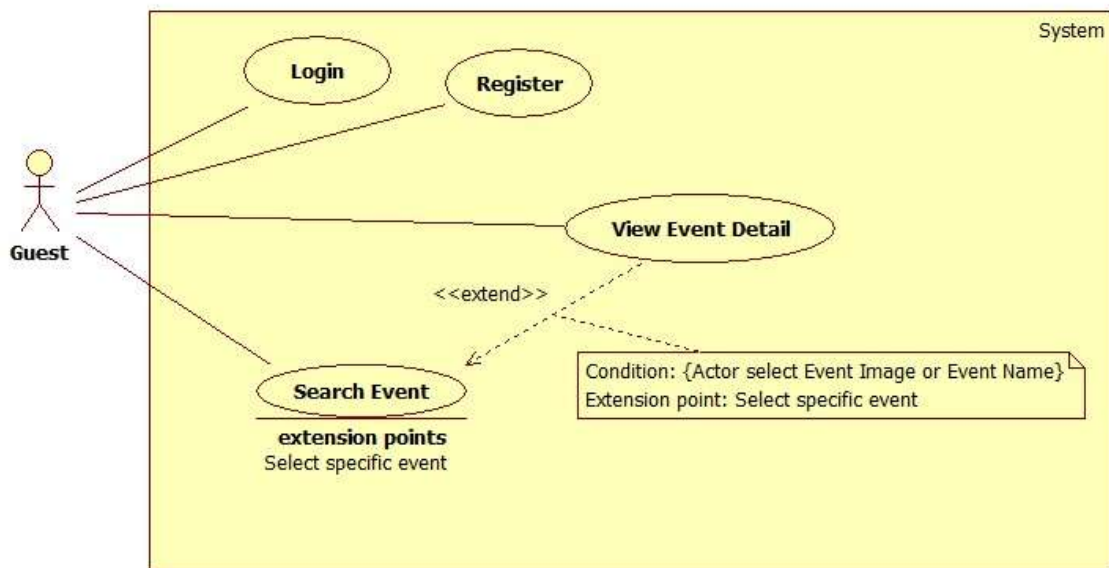 System
Login
Register
Guest
View Event Detail
<<extend>>
Condition: {Actor select Event Image or Event Name}
Extension point: Select specific event
Search Event
extension points
Select specific event